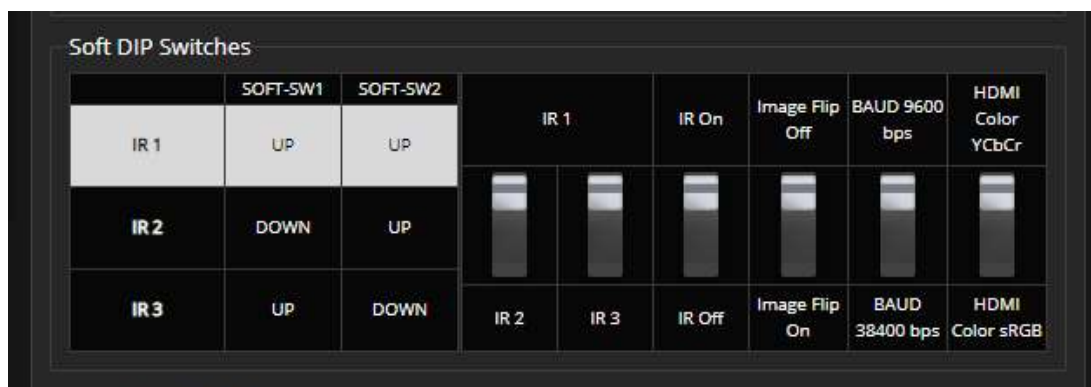 Soft DIP Switches
SOFT-SW1 SOFT-SW2
IR 1 UP UP
IR 2 DOWN UP
IR 3 UP DOWN
IR 1 IR On Image Flip Off BAUD 9600 bps HDMI Color YCbCr
IR 2 IR 3 IR Off Image Flip On BAUD 38400 bps HDMI Color sRGB